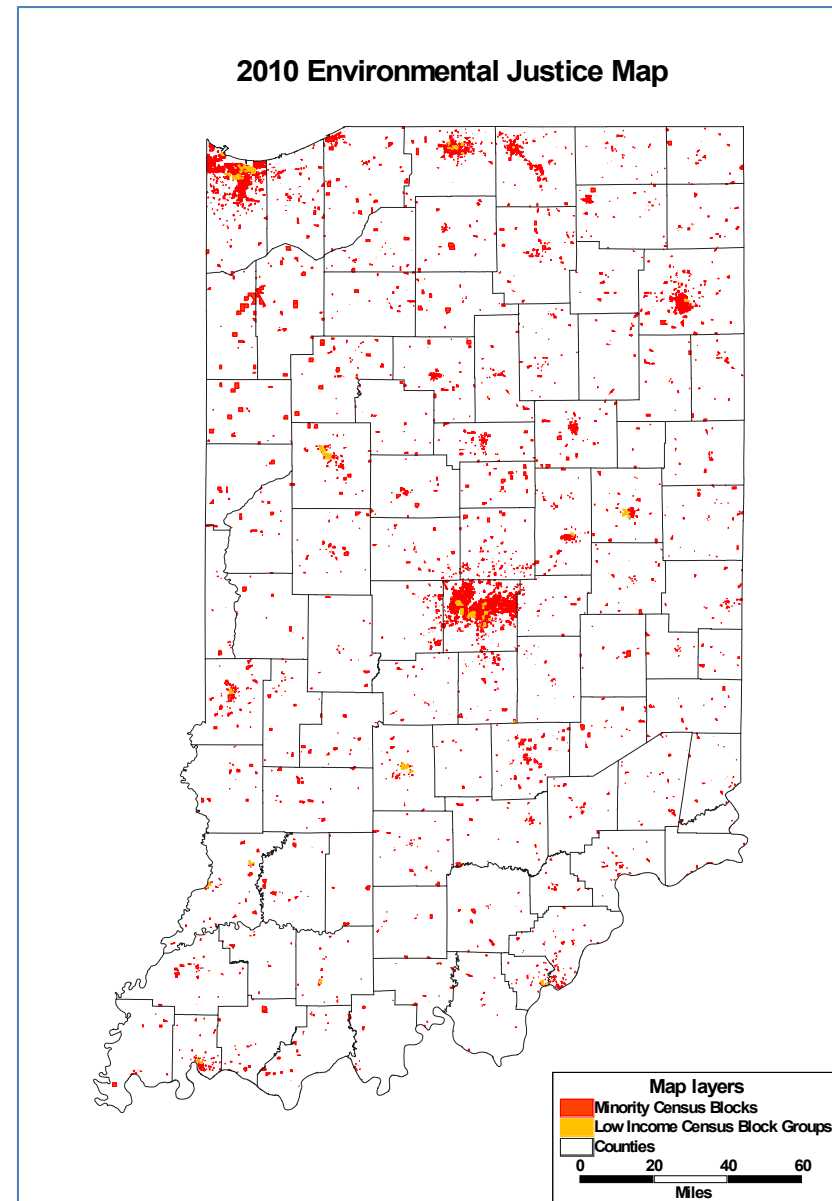 2010 Environmental Justice Map
Map layers
Minority Census Blocks
Low Income Census Block Groups
Counties
0 20 40 60
Miles